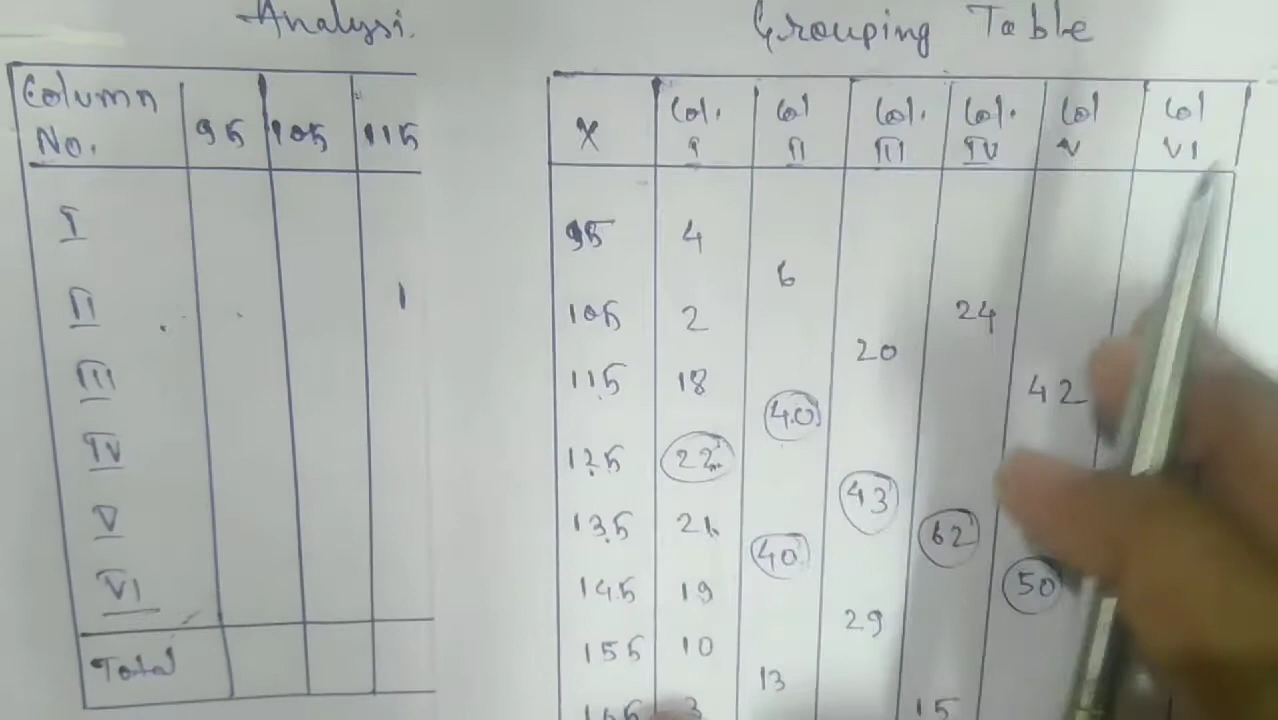 Analysi. Grouping Table
Column No. 95 105 115
I
II 1
III
IV
V
VI
Total
X Col. I Col II Col. III Col. IV Col V Col VI
95 4
6
105 2 24
20
115 18 42
40
125 22
43
135 21 62
40 50
145 19
29
155 10
13
3 15